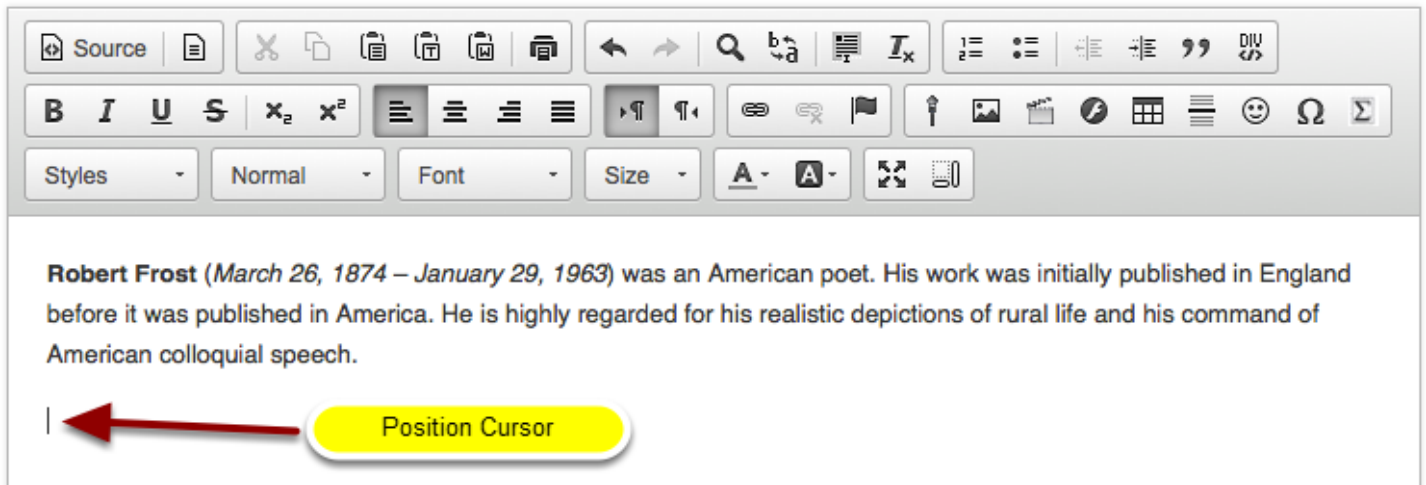 Source
B I U S x₂ x²
Styles Normal Font Size A A
Robert Frost (March 26, 1874 – January 29, 1963) was an American poet. His work was initially published in England
before it was published in America. He is highly regarded for his realistic depictions of rural life and his command of
American colloquial speech.
Position Cursor